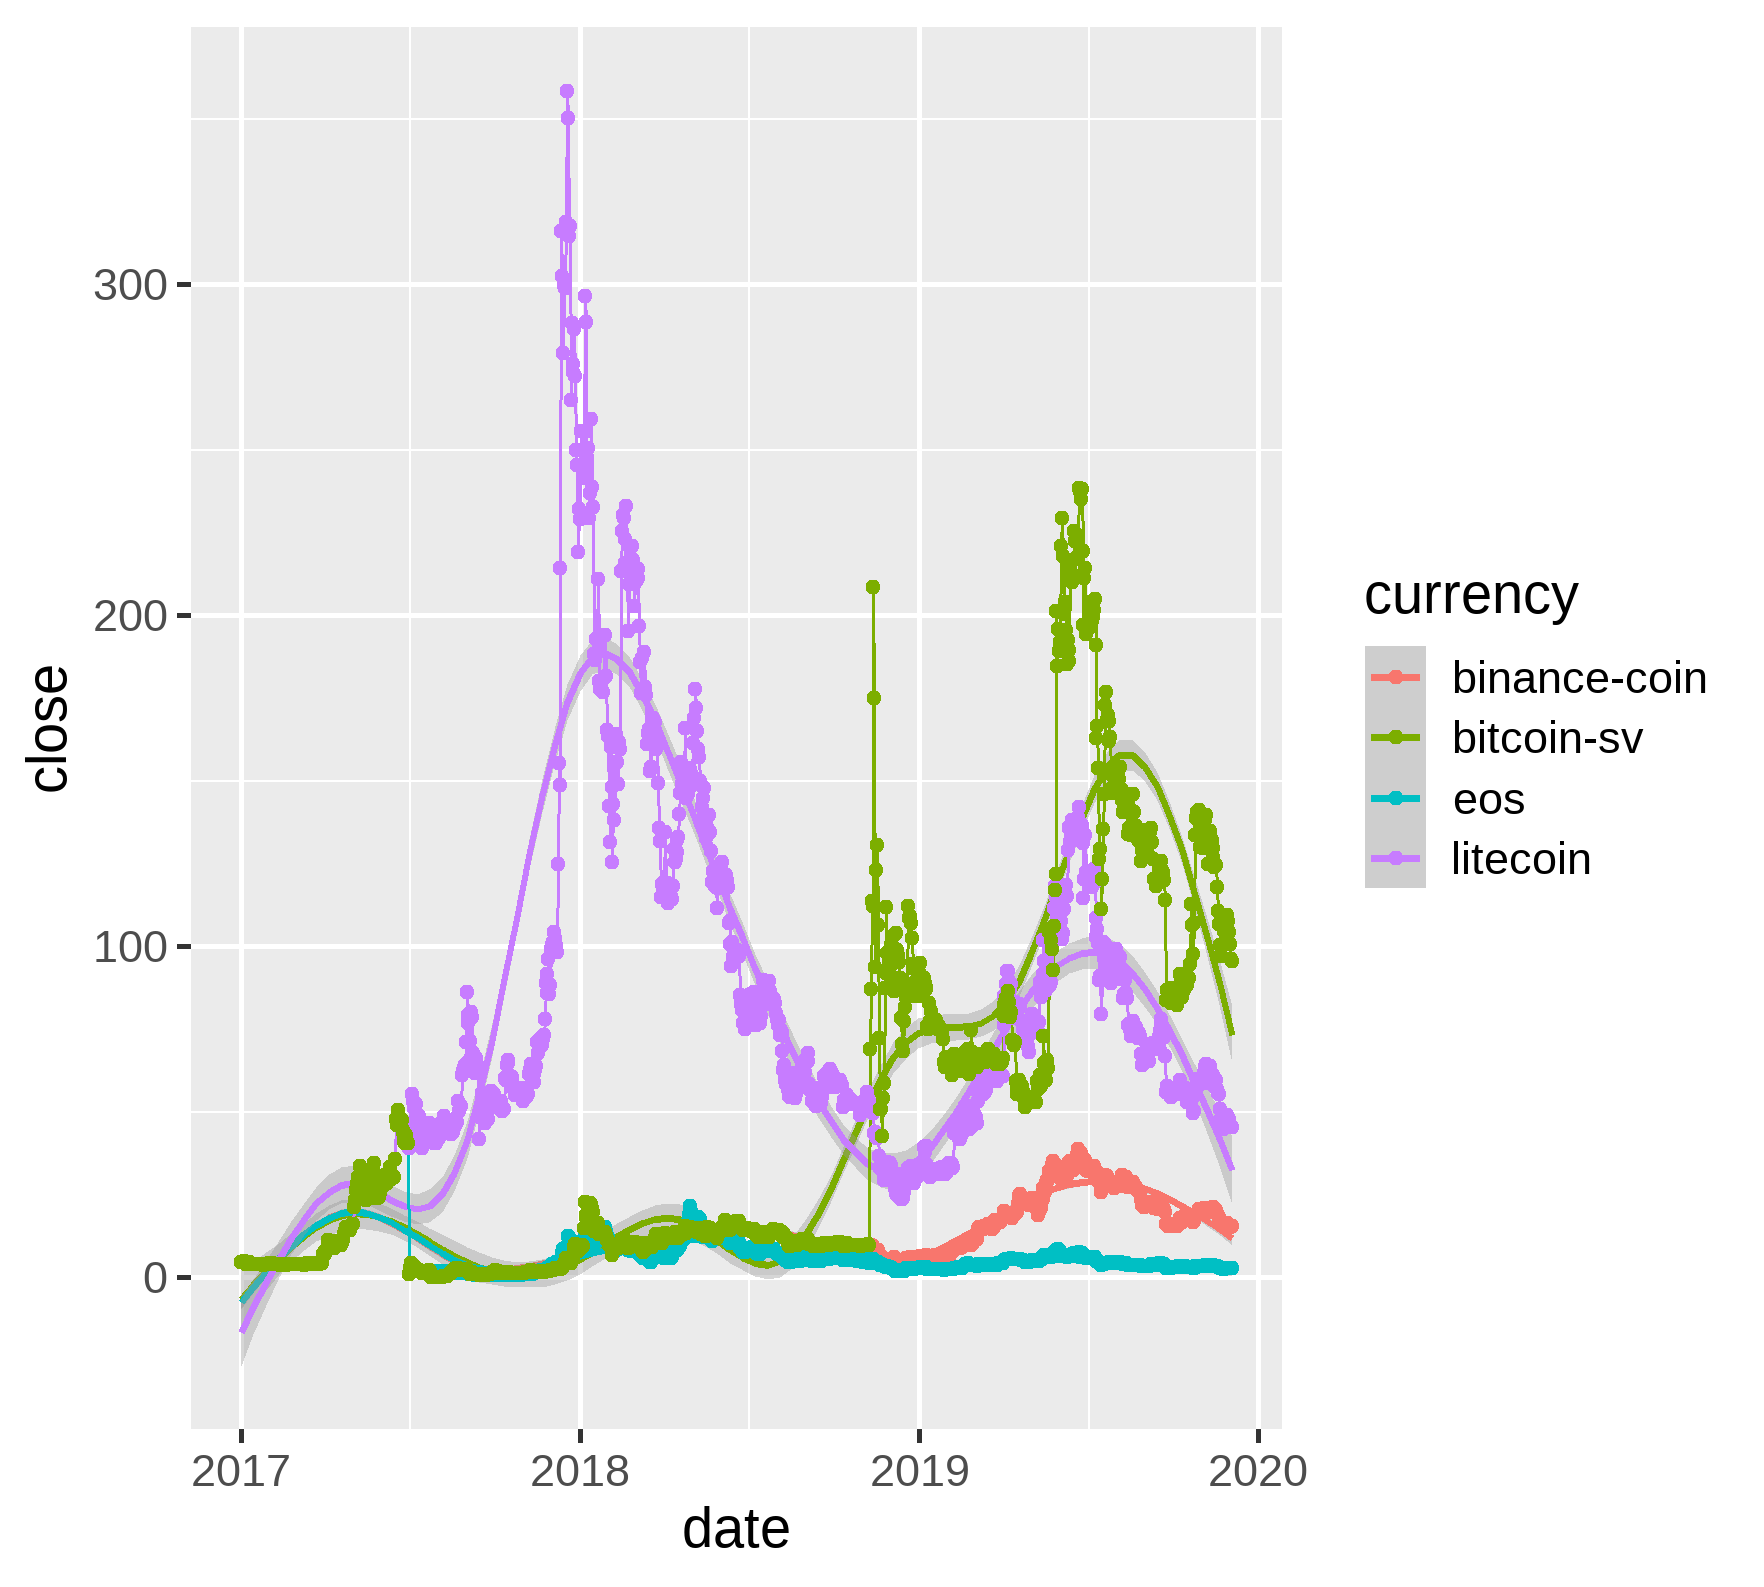 300
200
100
0
close
2017
2018
2019
2020
date
currency
binance-coin
bitcoin-sv
eos
litecoin